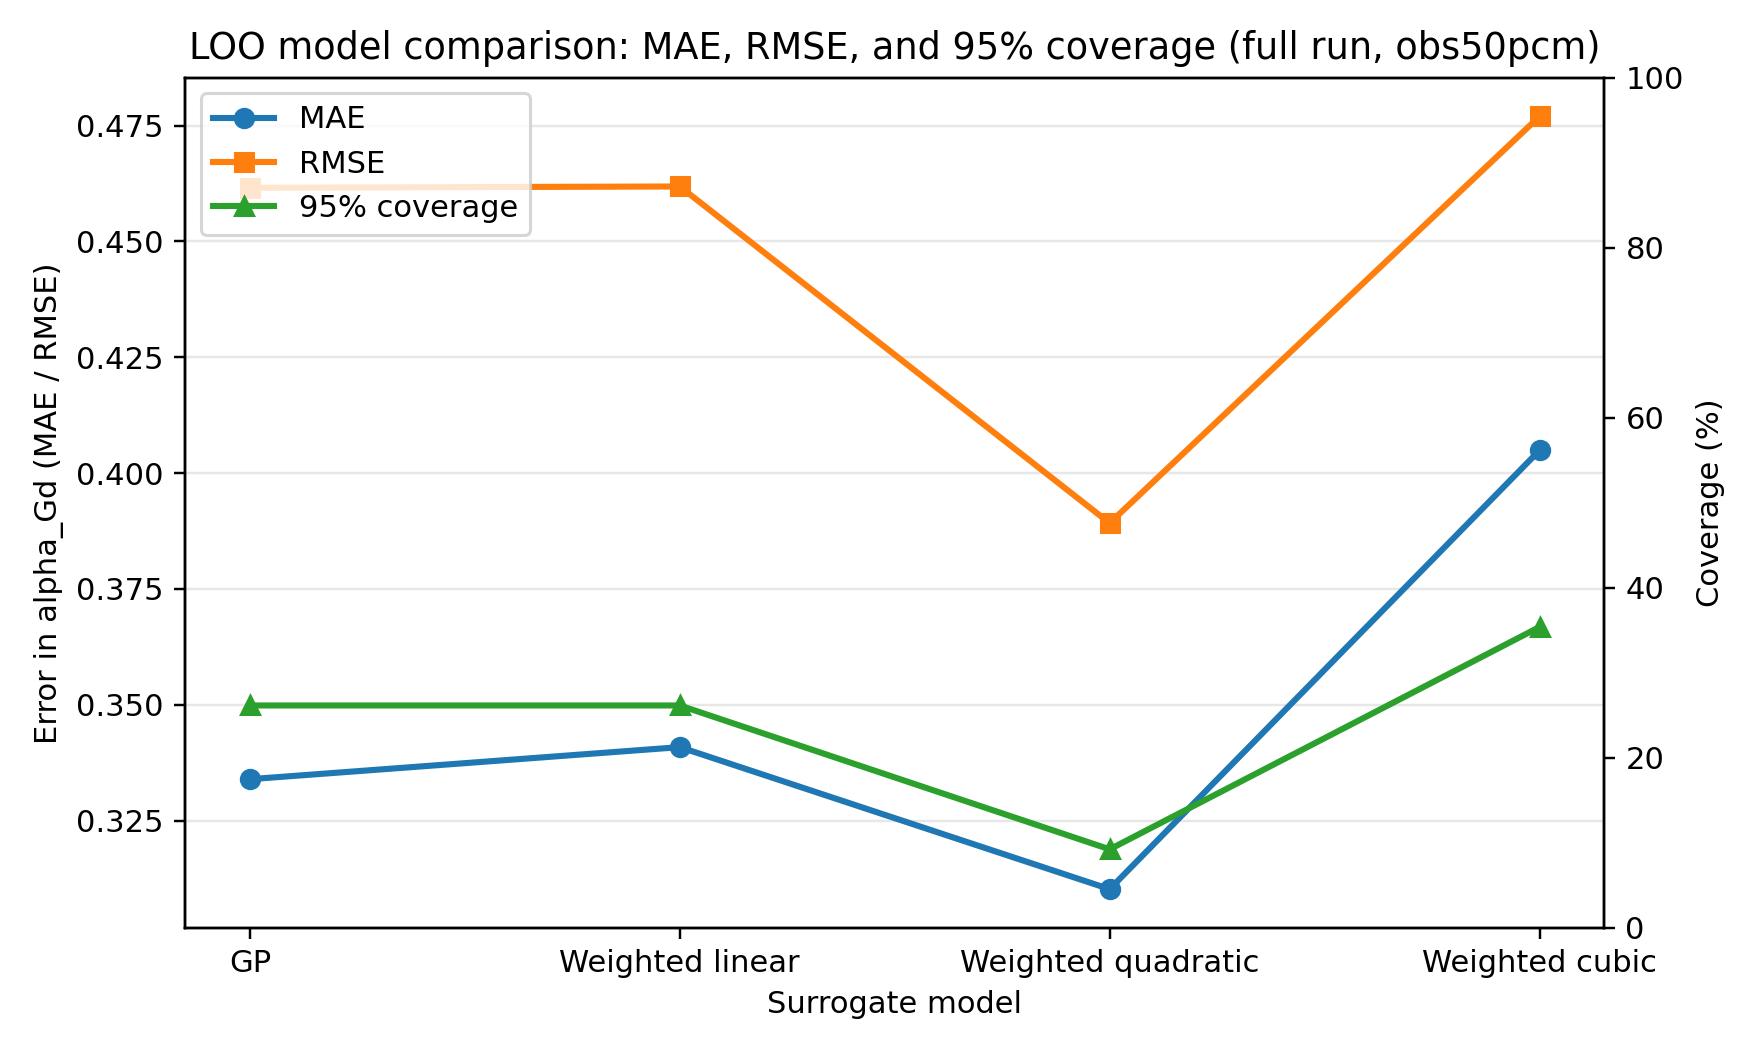 LOO model comparison: MAE, RMSE, and 95% coverage (full run, obs50pcm)
MAE
RMSE
95% coverage
Error in alpha_Gd (MAE / RMSE)
0.475
0.450
0.425
0.400
0.375
0.350
0.325
100
80
60
40
20
0
Coverage (%)
GP
Weighted linear
Weighted quadratic
Weighted cubic
Surrogate model